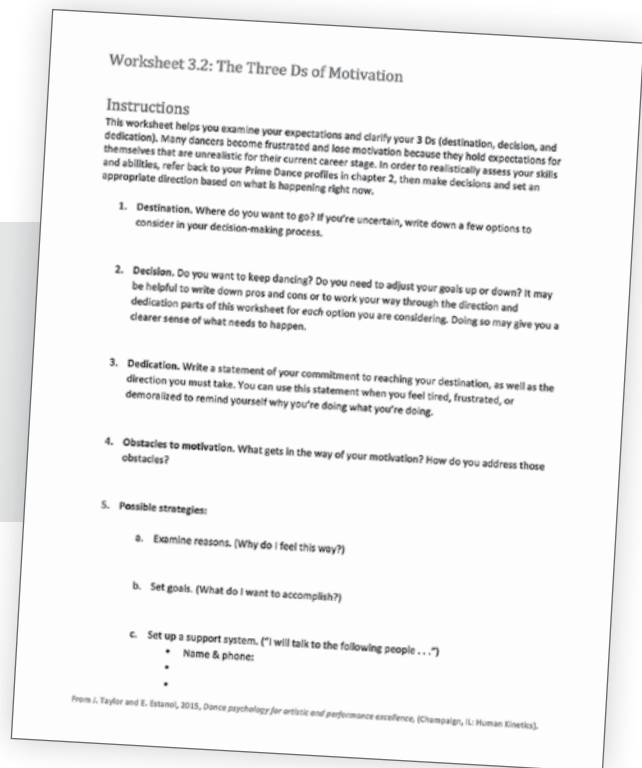 Worksheet 3.2: The Three Ds of Motivation
Instructions
This worksheet helps you examine your expectations and clarify your 3 Ds (destination, decision, and
dedication). Many dancers become frustrated and lose motivation because they hold expectations for
themselves that are unrealistic for their current career stage. In order to realistically assess your skills
and abilities, refer back to your Prime Dance profiles in chapter 2, then make decisions and set an
appropriate direction based on what is happening right now.
1. Destination. Where do you want to go? If you're uncertain, write down a few options to
consider in your decision-making process.
2. Decision. Do you want to keep dancing? Do you need to adjust your goals up or down? It may
be helpful to write down pros and cons or to work your way through the direction and
dedication parts of this worksheet for each option you are considering. Doing so may give you a
clearer sense of what needs to happen.
3. Dedication. Write a statement of your commitment to reaching your destination, as well as the
direction you must take. You can use this statement when you feel tired, frustrated, or
demoralized to remind yourself why you're doing what you're doing.
4. Obstacles to motivation. What gets in the way of your motivation? How do you address those
obstacles?
5. Possible strategies:
a. Examine reasons. (Why do I feel this way?)
b. Set goals. (What do I want to accomplish?)
c. Set up a support system. ("I will talk to the following people . . .")
• Name & phone:
•
•
From J. Taylor and E. Estanol, 2015, Dance psychology for artistic and performance excellence, (Champaign, IL: Human Kinetics).